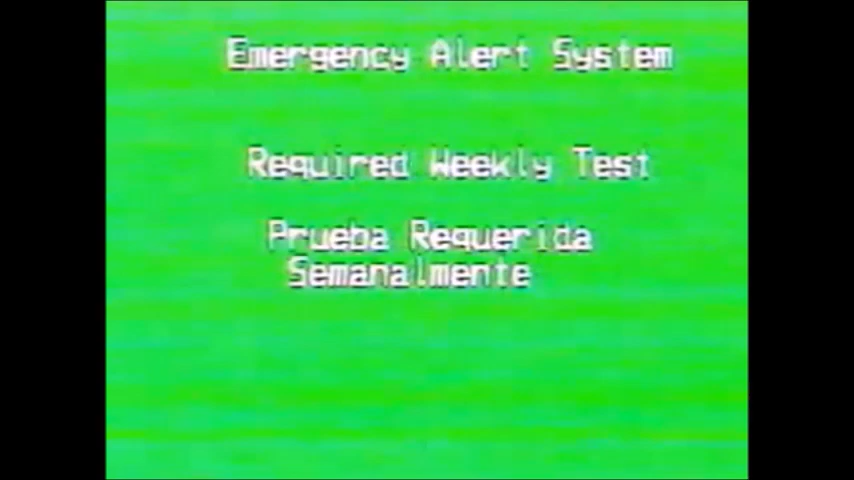 Emergency Alert System
Required Weekly Test
Prueba Requerida
Semanalmente